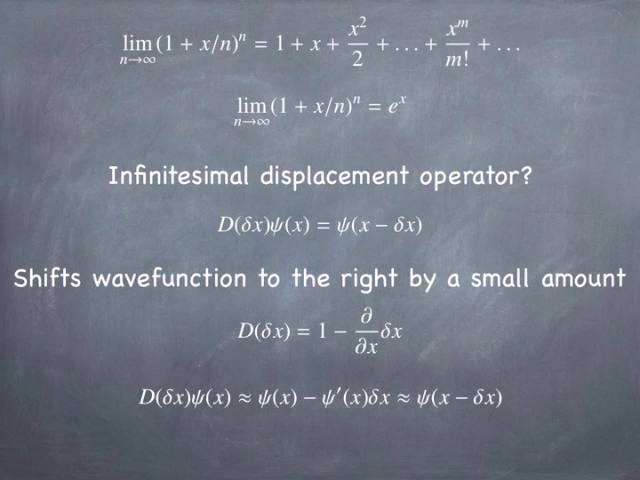 lim_{n→∞} (1 + x/n)^n = 1 + x + x^2/2 + … + x^m/m! + …
lim_{n→∞} (1 + x/n)^n = e^x
Infinitesimal displacement operator?
D(δx)ψ(x) = ψ(x − δx)
Shifts wavefunction to the right by a small amount
D(δx) = 1 − ∂/∂x δx
D(δx)ψ(x) ≈ ψ(x) − ψ′(x)δx ≈ ψ(x − δx)